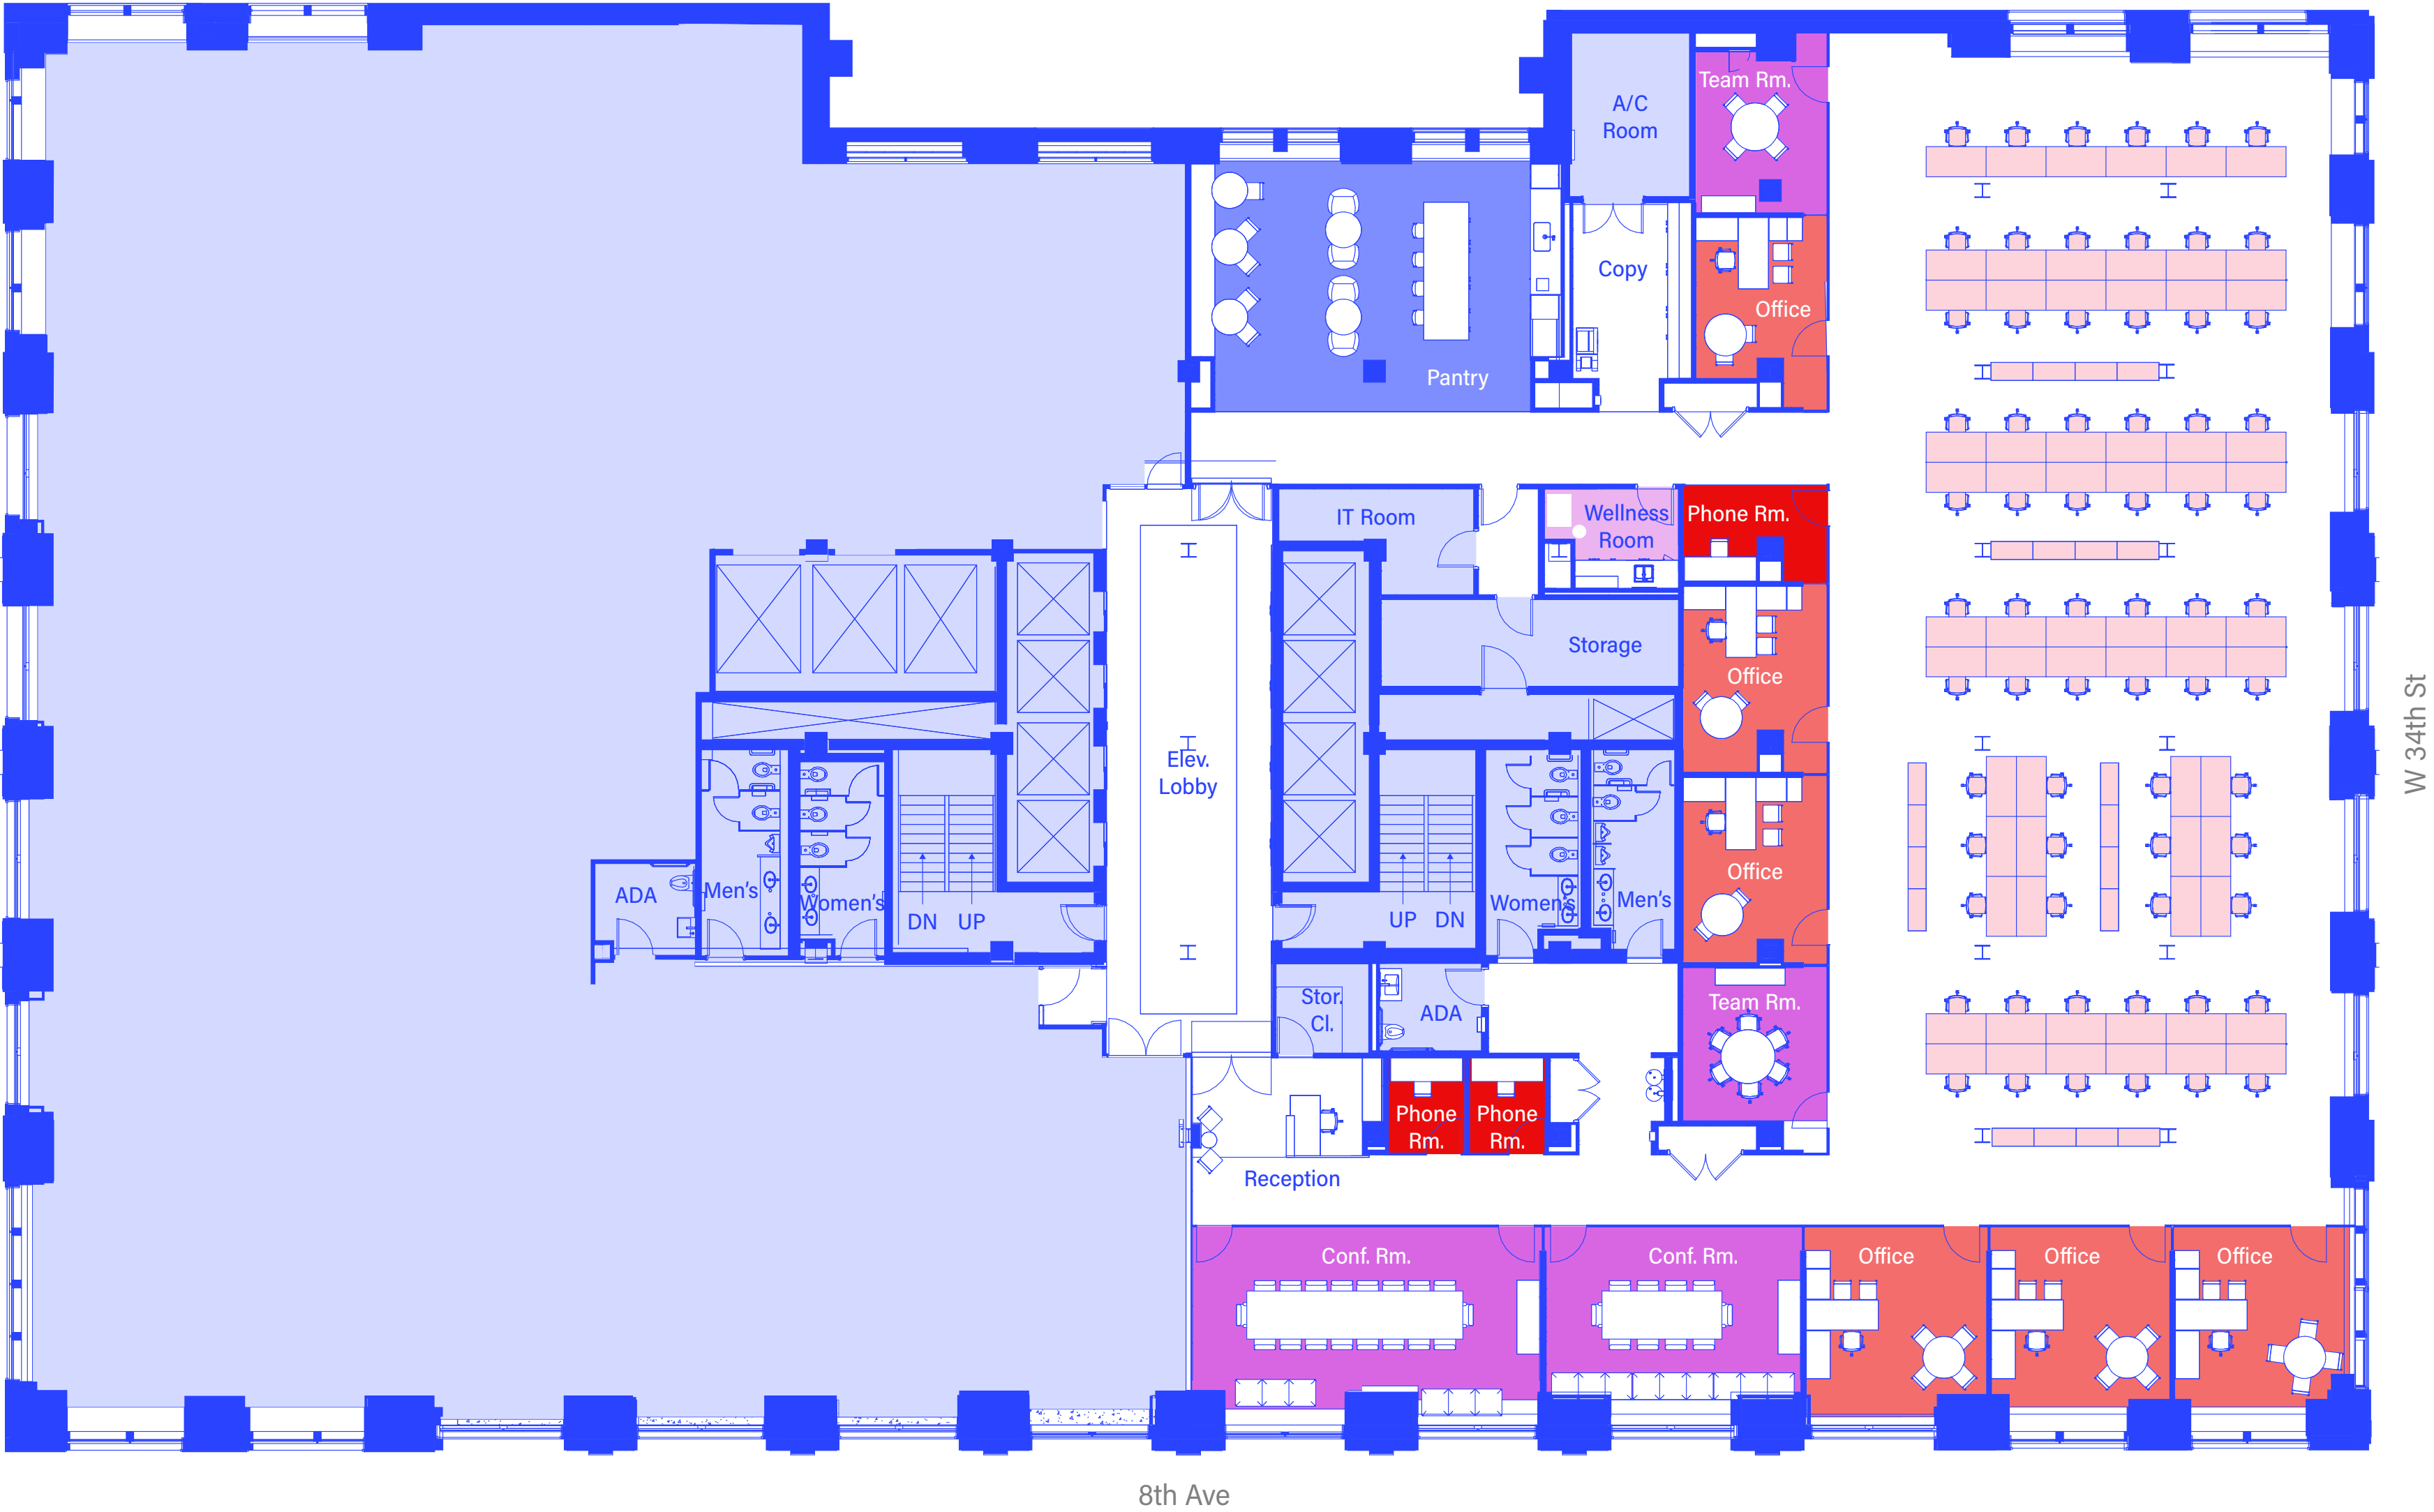 Team Rm.
A/C
Room
Copy
Office
Pantry
IT Room
Wellness
Room
Phone Rm.
Storage
Office
Elev.
Lobby
Office
ADA
Men's
Women's
DN
UP
UP
DN
Women's
Men's
Stor.
Cl.
ADA
Team Rm.
Phone
Rm.
Phone
Rm.
Reception
Conf. Rm.
Conf. Rm.
Office
Office
Office
W 34th St
8th Ave